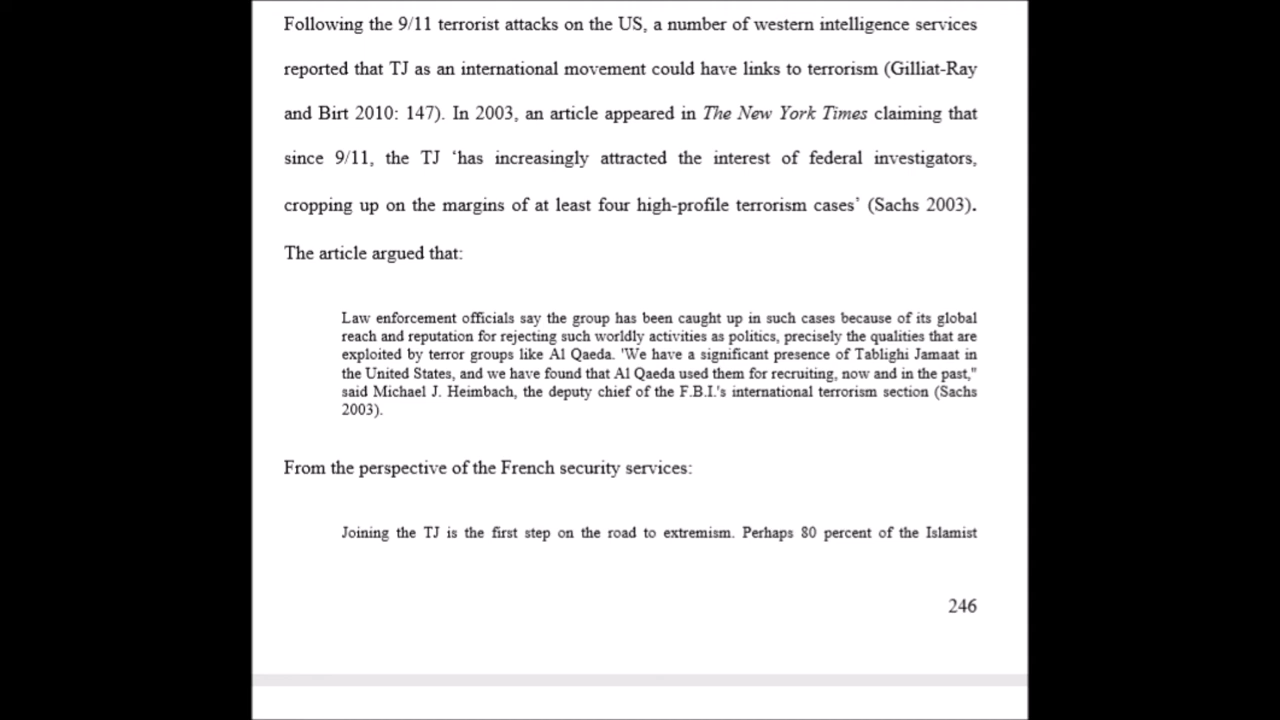 Following the 9/11 terrorist attacks on the US, a number of western intelligence services
reported that TJ as an international movement could have links to terrorism (Gilliat-Ray
and Birt 2010: 147). In 2003, an article appeared in The New York Times claiming that
since 9/11, the TJ ‘has increasingly attracted the interest of federal investigators,
cropping up on the margins of at least four high-profile terrorism cases’ (Sachs 2003).
The article argued that:
Law enforcement officials say the group has been caught up in such cases because of its global
reach and reputation for rejecting such worldly activities as politics, precisely the qualities that are
exploited by terror groups like Al Qaeda. 'We have a significant presence of Tablighi Jamaat in
the United States, and we have found that Al Qaeda used them for recruiting, now and in the past,"
said Michael J. Heimbach, the deputy chief of the F.B.I.'s international terrorism section (Sachs
2003).
From the perspective of the French security services:
Joining the TJ is the first step on the road to extremism. Perhaps 80 percent of the Islamist
246